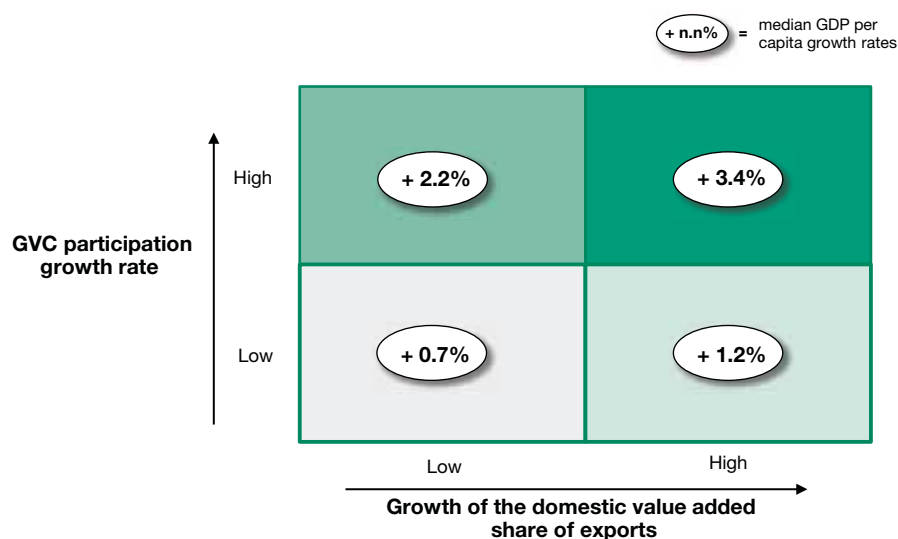 + n.n% = median GDP per
capita growth rates
High + 2.2% + 3.4%
GVC participation
growth rate
Low + 0.7% + 1.2%
Low High
Growth of the domestic value added
share of exports